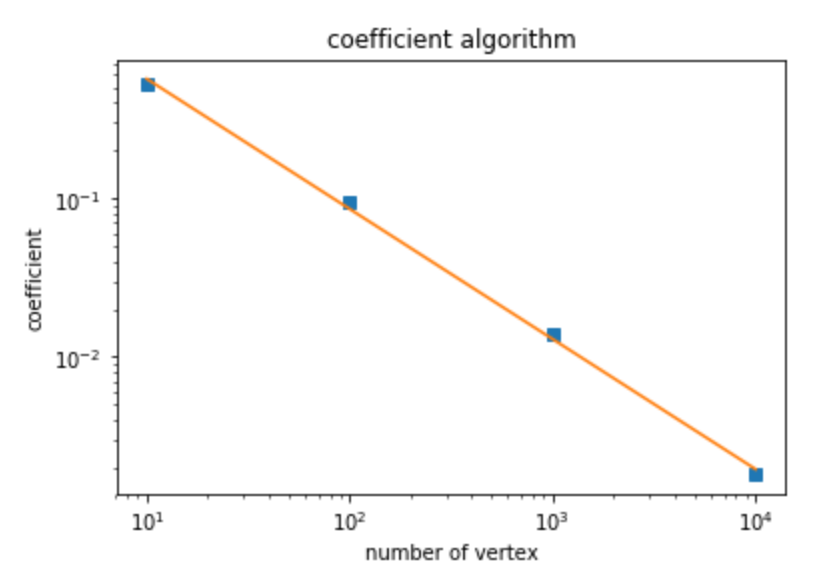 coefficient algorithm
coefficient
10⁻¹
10⁻²
10¹ 10² 10³ 10⁴
number of vertex